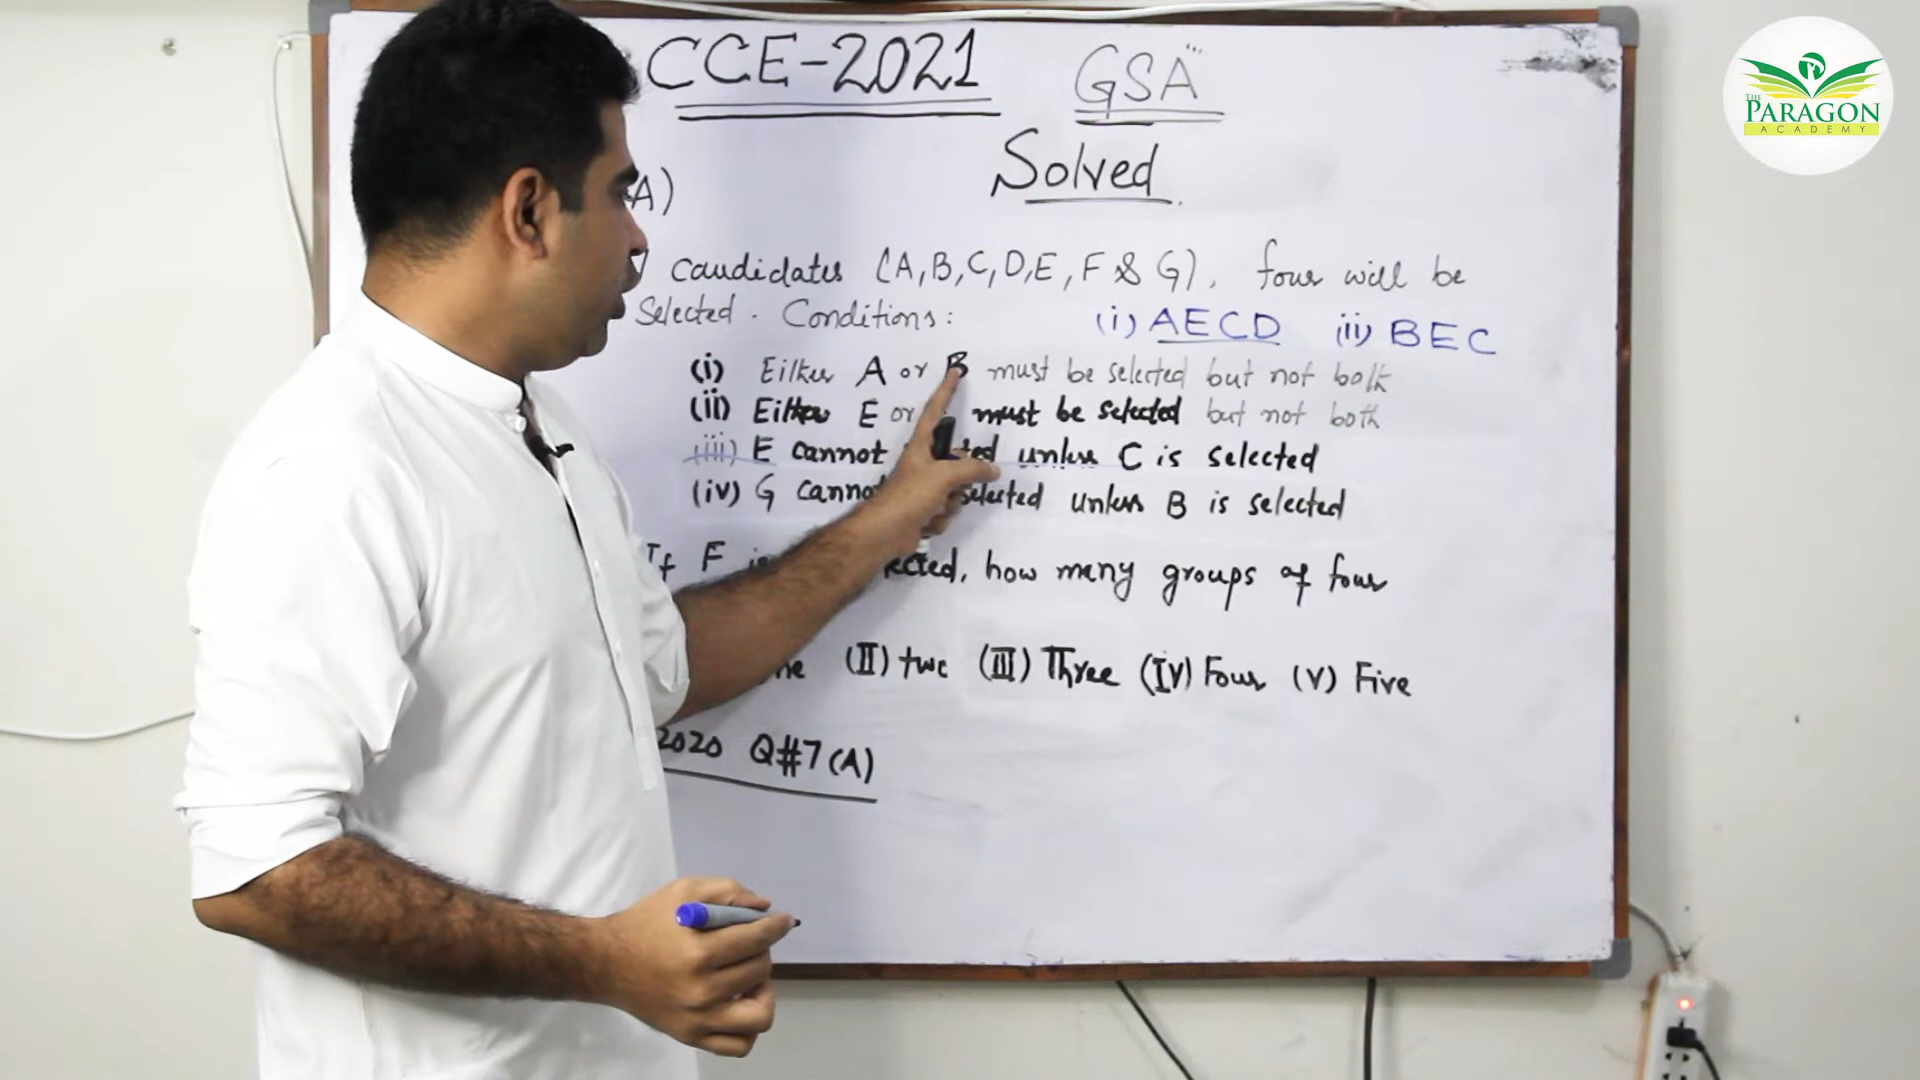 CCE-2021 GSA
Solved
A)
Candidates (A,B,C,D,E,F & G), four will be
Selected. Conditions: (i) AECD (ii) BEC
(i) Either A or B must be selected but not both
(ii) Either E or must be selected but not both
(iii) E cannot unless C is selected
(iv) G cannot selected unless B is selected
If F, how many groups of four
(II) two (III) Three (IV) Four (V) Five
2020 Q#7(A)
THE
PARAGON
ACADEMY